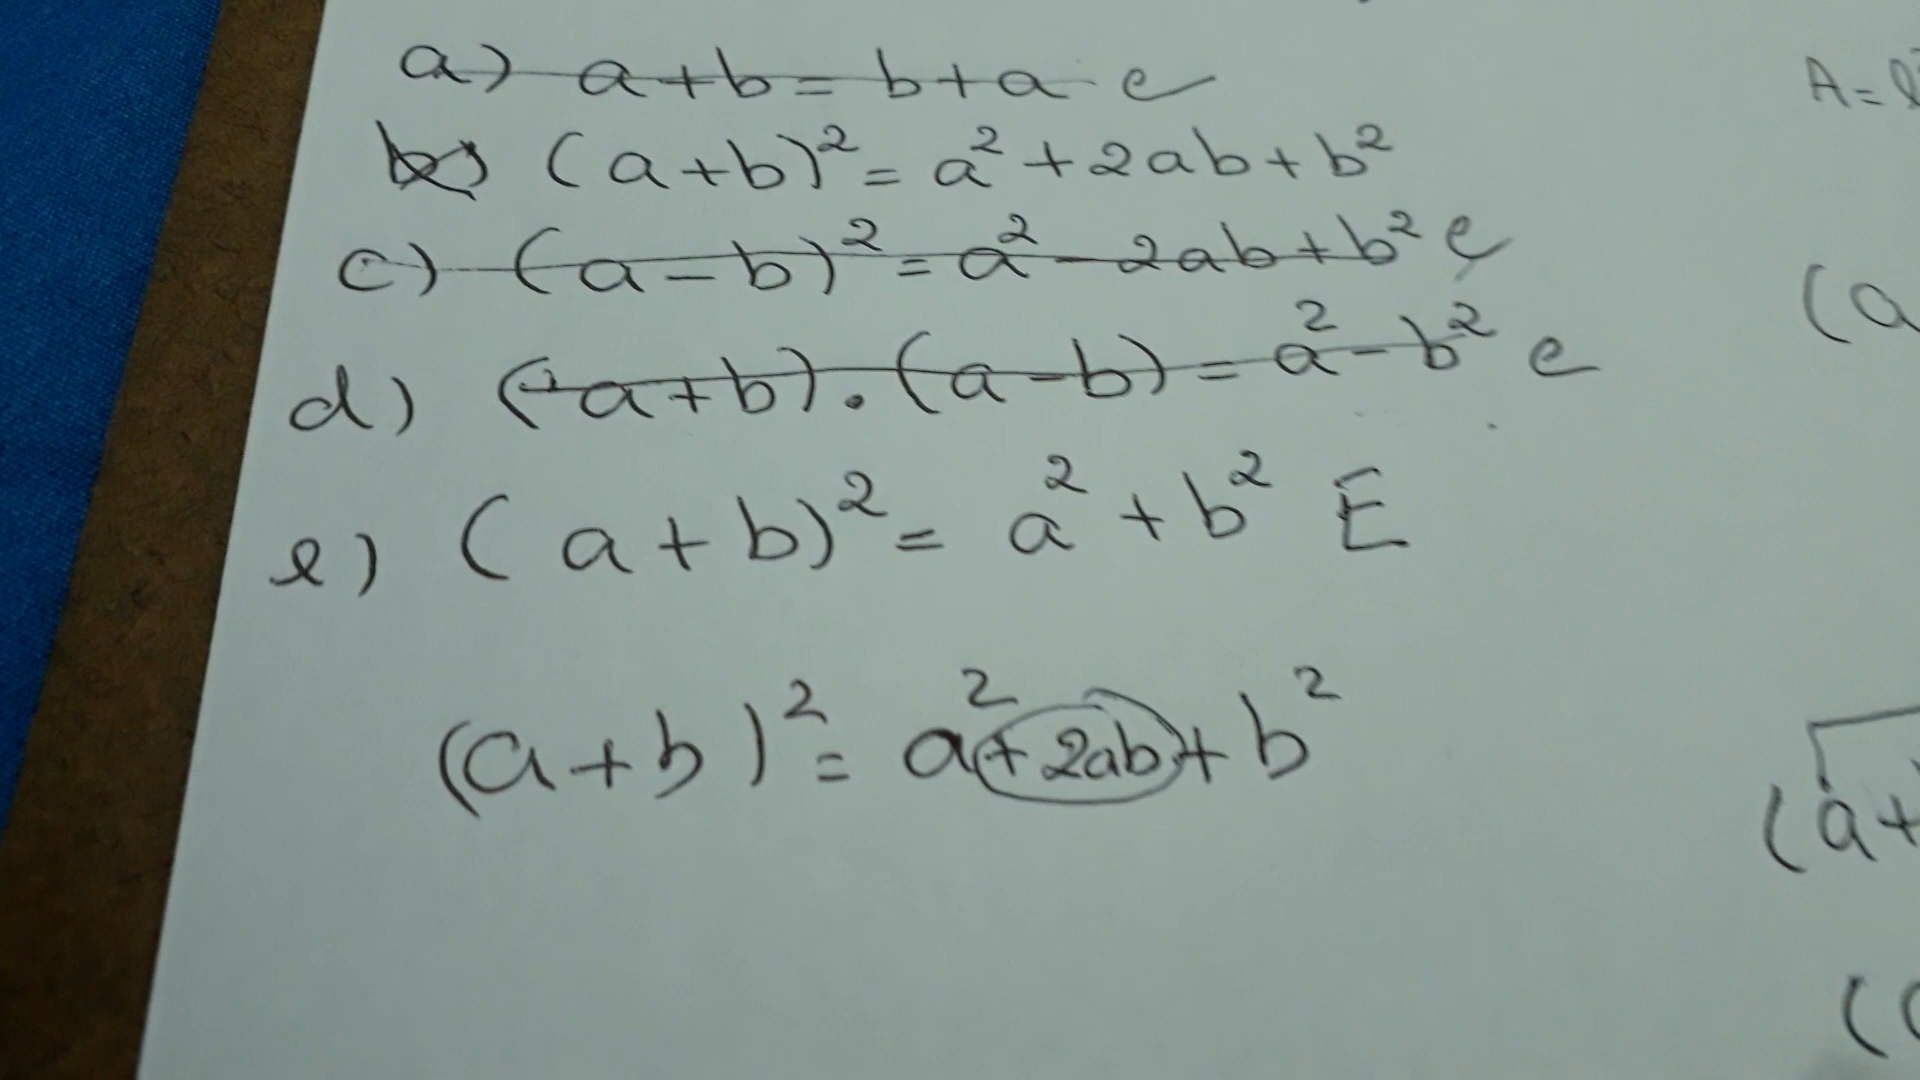 a) a+b=b+a e
b) (a+b)²=a²+2ab+b²
c) (a-b)²=a²-2ab+b² e
d) (a+b).(a-b)=a²-b² e
e) (a+b)²=a²+b² E
(a+b)²=a²+2ab+b²
A=
(a
(a+
(